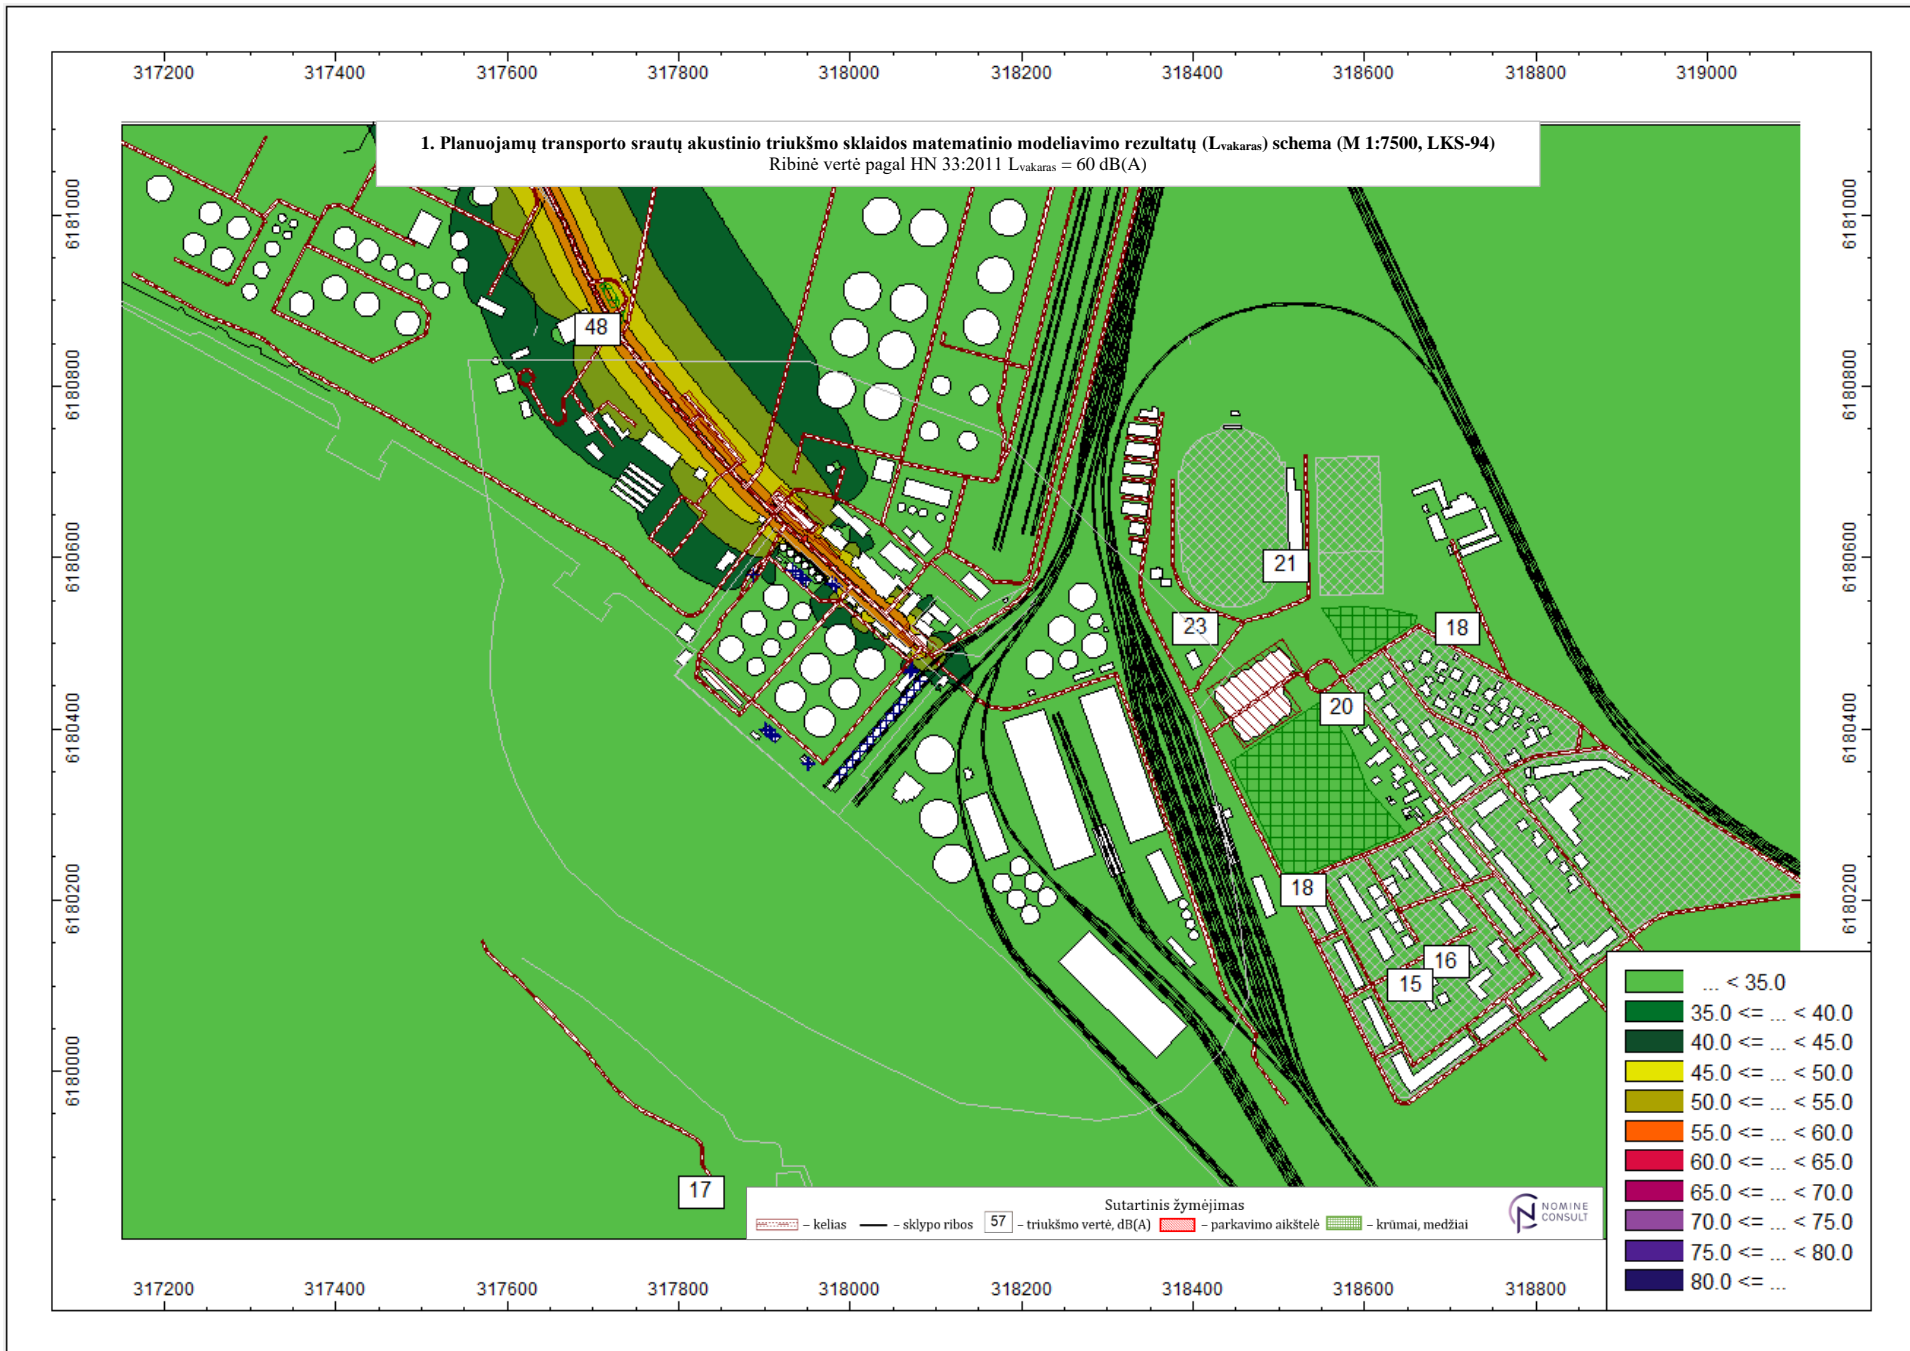 317200 317400 317600 317800 318000 318200 318400 318600 318800 319000
1. Planuojamų transporto srautų akustinio triukšmo sklaidos matematinio modeliavimo rezultatų (Lvakaras) schema (M 1:7500, LKS-94)
Ribinė vertė pagal HN 33:2011 Lvakaras = 60 dB(A)
6181000
6181000
48
6180800
6180800
6180600
6180600
21
23
18
20
6180400
6180400
18
6180200
6180200
16
15
6180000
17
... < 35.0
35.0 <= ... < 40.0
40.0 <= ... < 45.0
45.0 <= ... < 50.0
50.0 <= ... < 55.0
55.0 <= ... < 60.0
60.0 <= ... < 65.0
65.0 <= ... < 70.0
70.0 <= ... < 75.0
75.0 <= ... < 80.0
80.0 <= ...
Sutartinis žymėjimas
– kelias – sklypo ribos 57 – triukšmo vertė, dB(A) – parkavimo aikštelė – krūmai, medžiai
NOMINE
CONSULT
317200 317400 317600 317800 318000 318200 318400 318600 318800